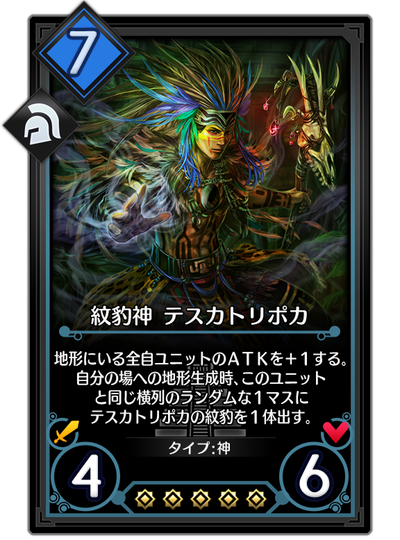 7
紋豹神 テスカトリポカ
地形にいる全自ユニットのＡＴＫを＋１する。
自分の場への地形生成時、このユニット
と同じ横列のランダムな１マスに
テスカトリポカの紋豹を１体出す。
タイプ:神
4
6